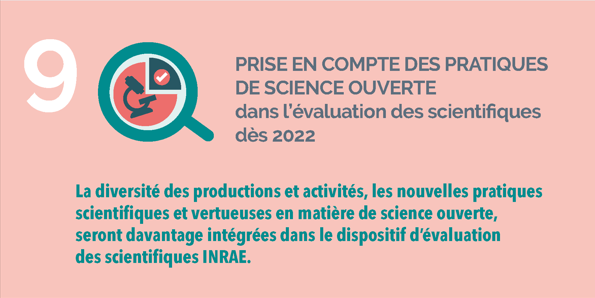 9
PRISE EN COMPTE DES PRATIQUES
DE SCIENCE OUVERTE
dans l’évaluation des scientifiques
dès 2022
La diversité des productions et activités, les nouvelles pratiques
scientifiques et vertueuses en matière de science ouverte,
seront davantage intégrées dans le dispositif d’évaluation
des scientifiques INRAE.